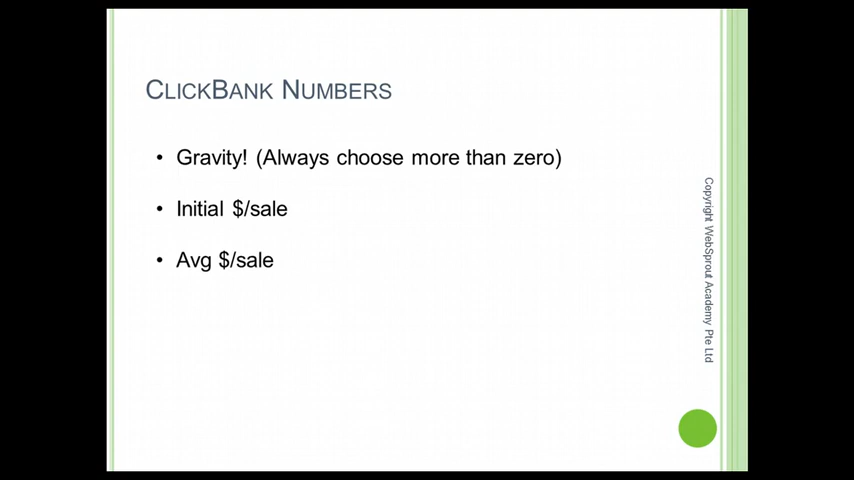 ClickBank Numbers
• Gravity! (Always choose more than zero)
• Initial $/sale
• Avg $/sale
Copyright WebSprout Academy Pte Ltd